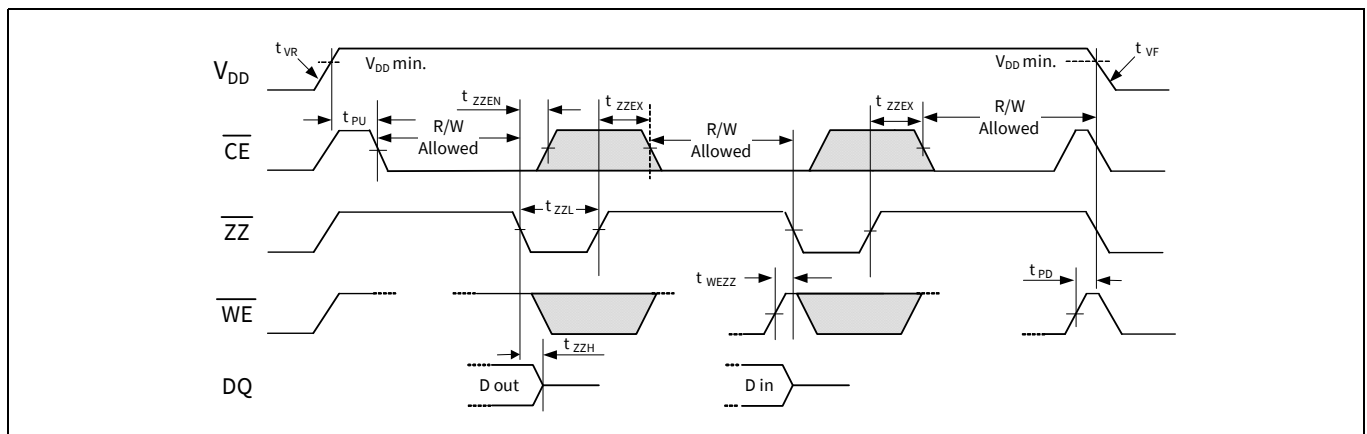 t VR
V DD min.
V DD min.
t VF
VDD
t ZZEN
t ZZEX
t ZZEX
R/W
Allowed
t PU
R/W
Allowed
R/W
Allowed
CE
t ZZL
ZZ
t WEZZ
t PD
WE
t ZZH
DQ
D out
D in